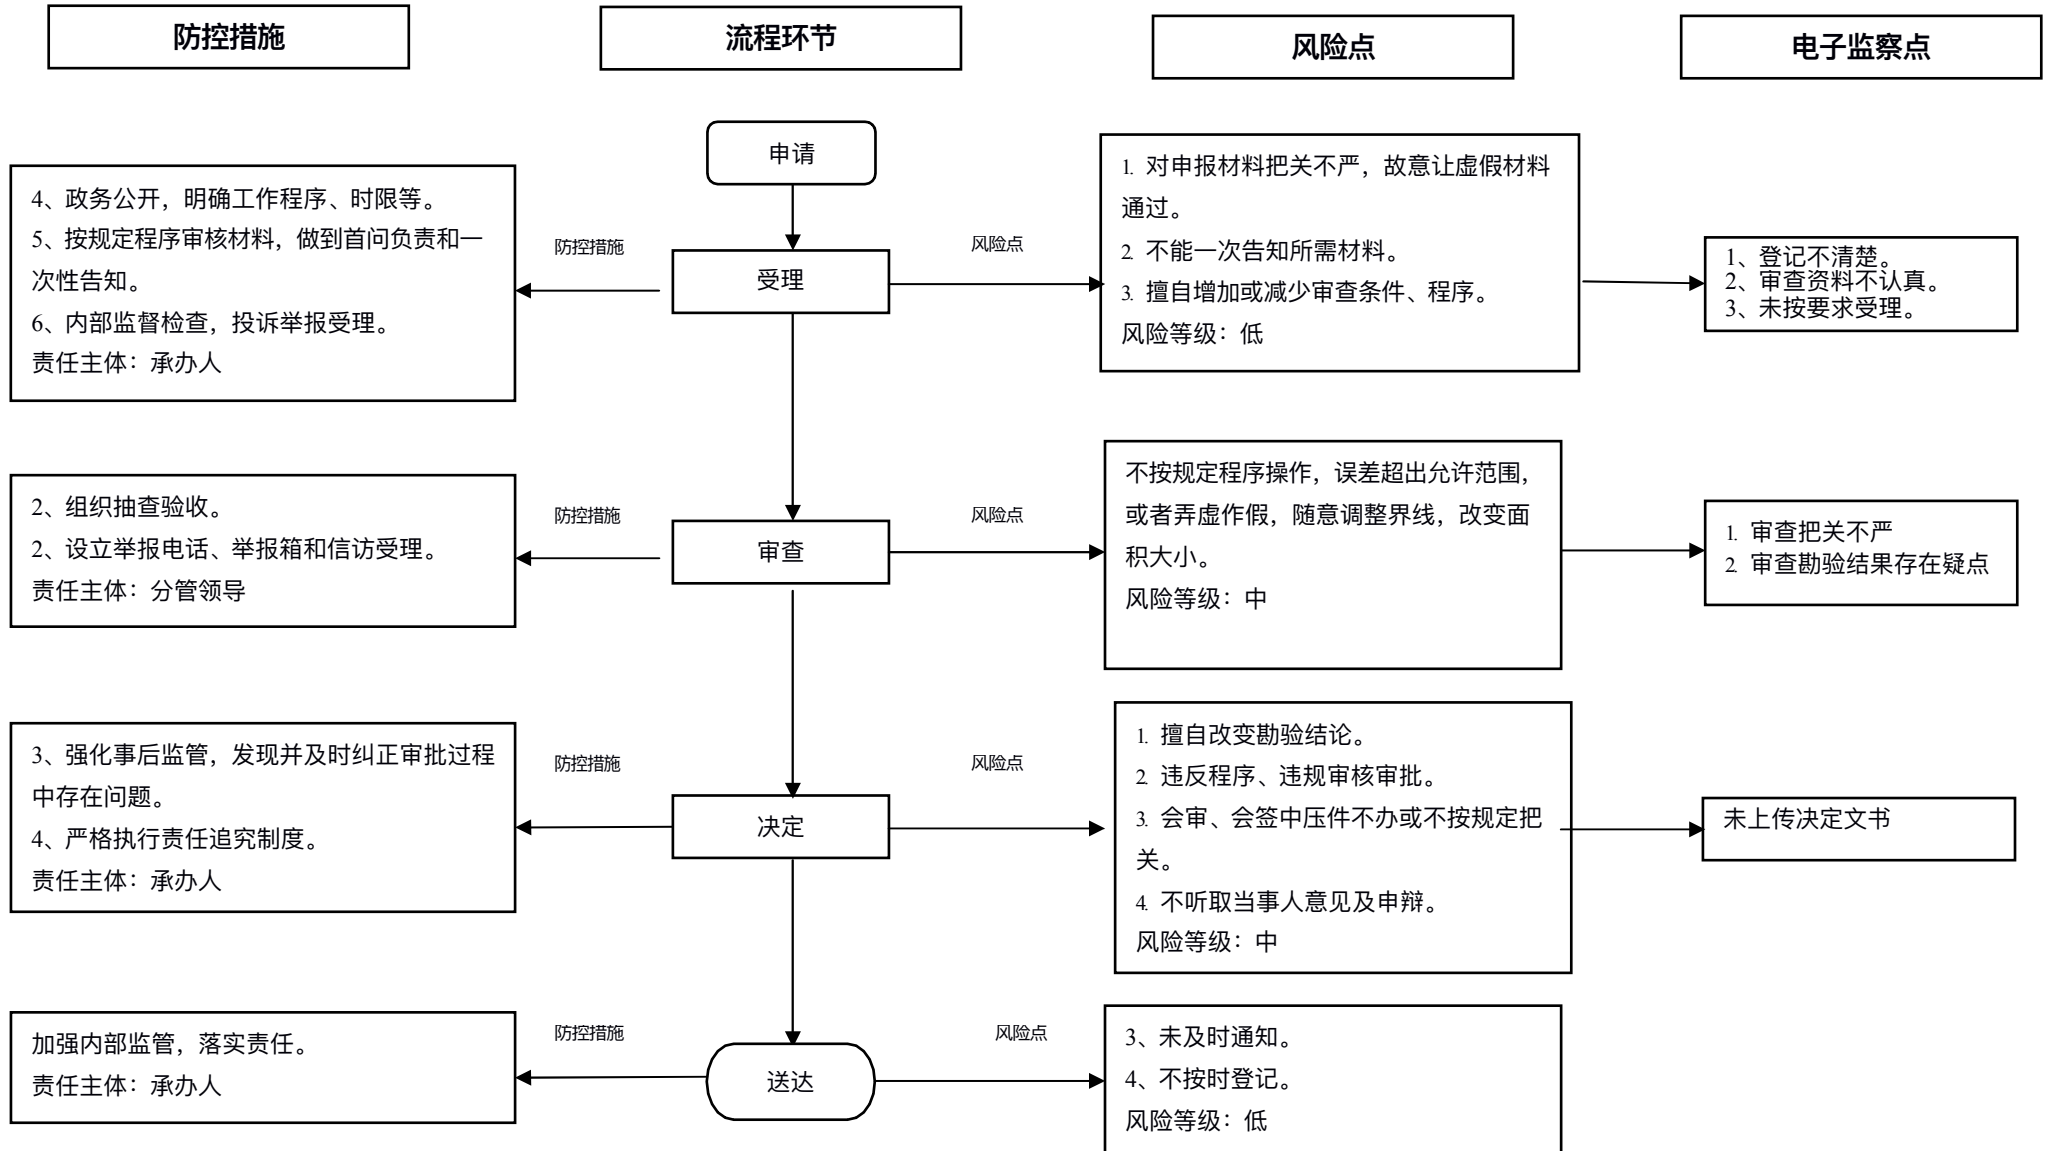 防控措施
流程环节
风险点
电子监察点
申请
4、政务公开，明确工作程序、时限等。
5、按规定程序审核材料，做到首问负责和一
次性告知。
6、内部监督检查，投诉举报受理。
责任主体：承办人
防控措施
受理
风险点
1. 对申报材料把关不严，故意让虚假材料
通过。
2. 不能一次告知所需材料。
3. 擅自增加或减少审查条件、程序。
风险等级：低
1、登记不清楚。
2、审查资料不认真。
3、未按要求受理。
2、组织抽查验收。
2、设立举报电话、举报箱和信访受理。
责任主体：分管领导
防控措施
审查
风险点
不按规定程序操作，误差超出允许范围，
或者弄虚作假，随意调整界线，改变面
积大小。
风险等级：中
1. 审查把关不严
2. 审查勘验结果存在疑点
3、强化事后监管，发现并及时纠正审批过程
中存在问题。
4、严格执行责任追究制度。
责任主体：承办人
防控措施
决定
风险点
1. 擅自改变勘验结论。
2. 违反程序、违规审核审批。
3. 会审、会签中压件不办或不按规定把
关。
4. 不听取当事人意见及申辩。
风险等级：中
未上传决定文书
加强内部监管，落实责任。
责任主体：承办人
防控措施
送达
风险点
3、未及时通知。
4、不按时登记。
风险等级：低